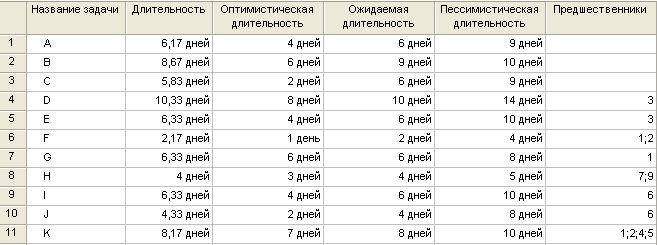 Название задачи Длительность Оптимистическая длительность Ожидаемая длительность Пессимистическая длительность Предшественники
1 A 6,17 дней 4 дней 6 дней 9 дней
2 B 8,67 дней 6 дней 9 дней 10 дней
3 C 5,83 дней 2 дней 6 дней 9 дней
4 D 10,33 дней 8 дней 10 дней 14 дней 3
5 E 6,33 дней 4 дней 6 дней 10 дней 3
6 F 2,17 дней 1 день 2 дней 4 дней 1;2
7 G 6,33 дней 6 дней 6 дней 8 дней 1
8 H 4 дней 3 дней 4 дней 5 дней 7;9
9 I 6,33 дней 4 дней 6 дней 10 дней 6
10 J 4,33 дней 2 дней 4 дней 8 дней 6
11 K 8,17 дней 7 дней 8 дней 10 дней 1;2;4;5